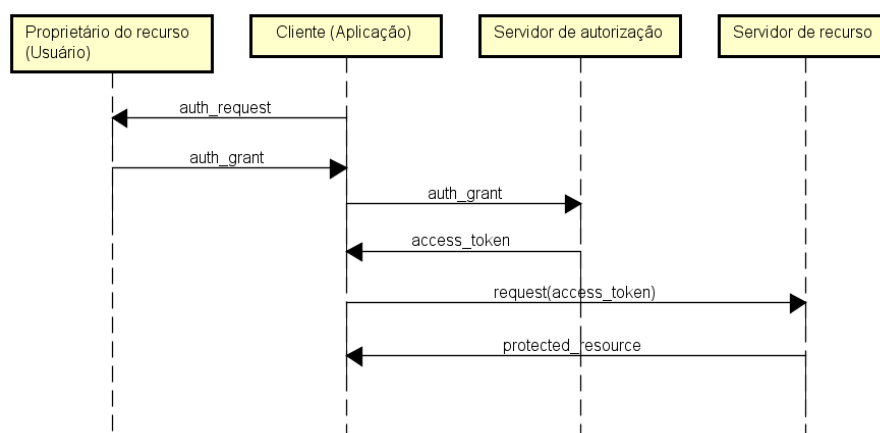 Proprietário do recurso
(Usuário)
Cliente (Aplicação)
Servidor de autorização
Servidor de recurso
auth_request
auth_grant
auth_grant
access_token
request(access_token)
protected_resource